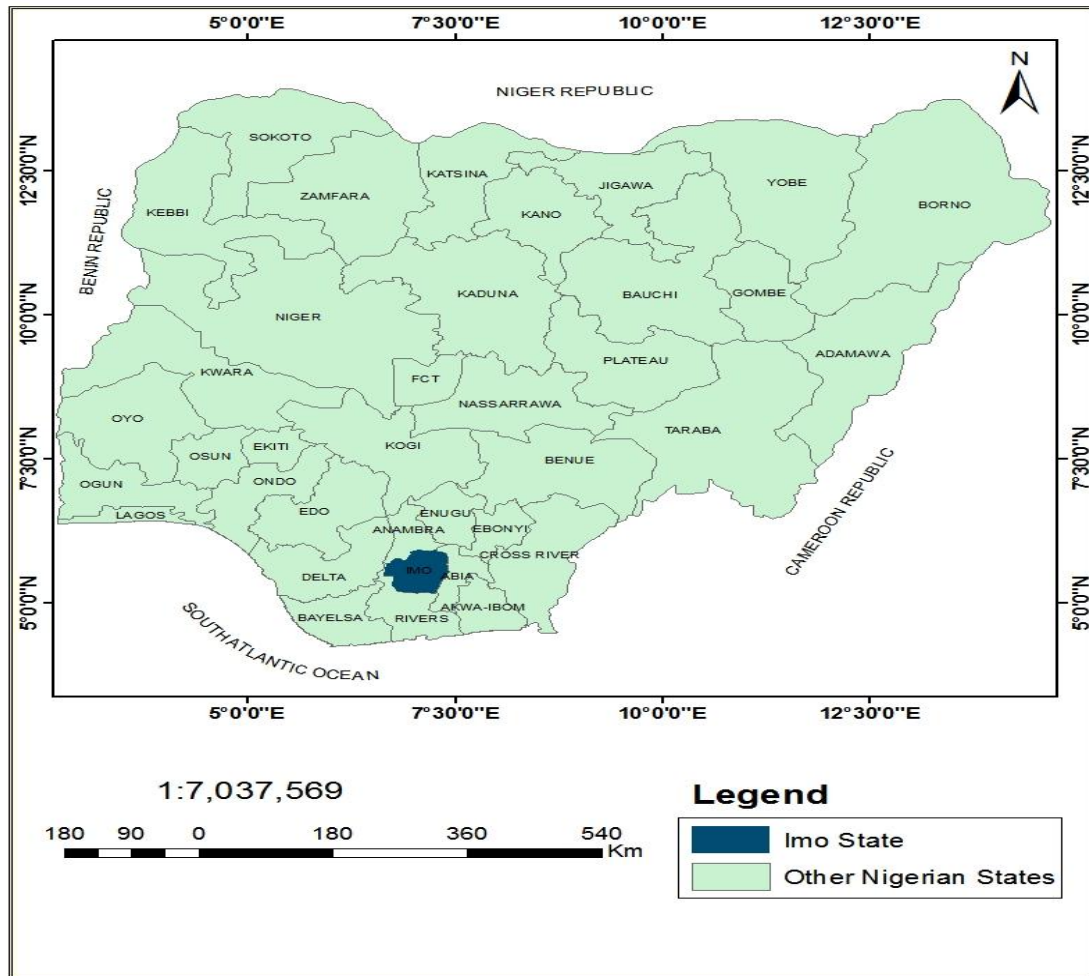 5°0'0"E 7°30'0"E 10°0'0"E 12°30'0"E
N
NIGER REPUBLIC
SOKOTO
12°30'0"N
12°30'0"N
KATSINA
JIGAWA
YOBE
ZAMFARA
BORNO
KEBBI
KANO
BENIN REPUBLIC
KADUNA
BAUCHI
GOMBE
10°0'0"N
10°0'0"N
NIGER
ADAMAWA
PLATEAU
KWARA
FCT
NASSARRAWA
OYO
TARABA
KOGI
EKITI
OSUN
BENUE
7°30'0"N
7°30'0"N
OGUN
ONDO
CAMEROON REPUBLIC
LAGOS
EDO
ENUGU
ANAMBRA
EBONYI
CROSS RIVER
IMO
ABIA
DELTA
5°0'0"N
5°0'0"N
AKWA-IBOM
BAYELSA
RIVERS
SOUTHATLANTIC OCEAN
5°0'0"E 7°30'0"E 10°0'0"E 12°30'0"E
1:7,037,569
180 90 0 180 360 540
Km
Legend
Imo State
Other Nigerian States